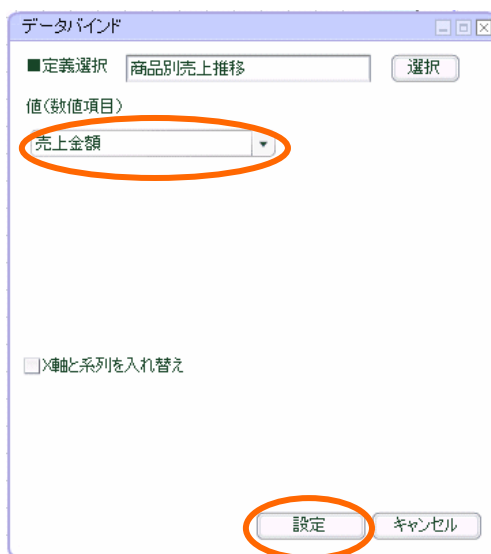 データバインド
■定義選択 商品別売上推移 選択
値(数値項目)
売上金額
X軸と系列を入れ替え
設定 キャンセル